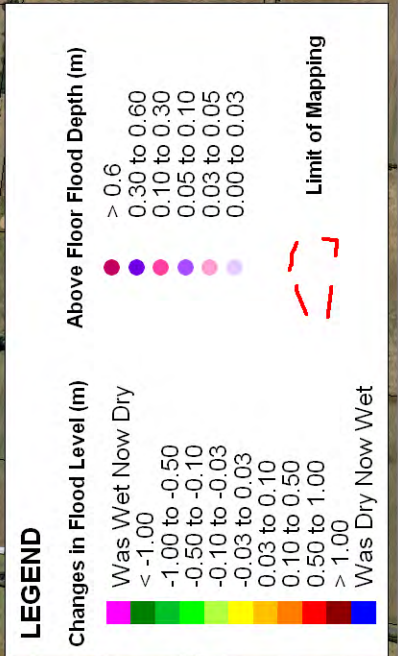 LEGEND
Changes in Flood Level (m)
Was Wet Now Dry
< -1.00
-1.00 to -0.50
-0.50 to -0.10
-0.10 to -0.03
-0.03 to 0.03
0.03 to 0.10
0.10 to 0.50
0.50 to 1.00
> 1.00
Was Dry Now Wet
Above Floor Flood Depth (m)
> 0.6
0.30 to 0.60
0.10 to 0.30
0.05 to 0.10
0.03 to 0.05
0.00 to 0.03
Limit of Mapping